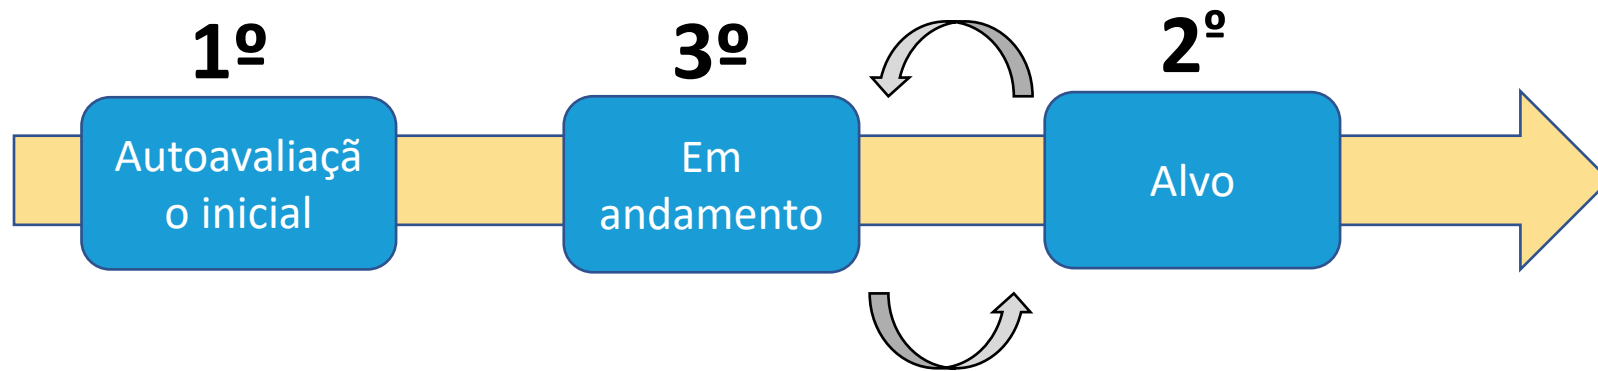 1º
3º
2º
Autoavaliaçã
o inicial
Em
andamento
Alvo